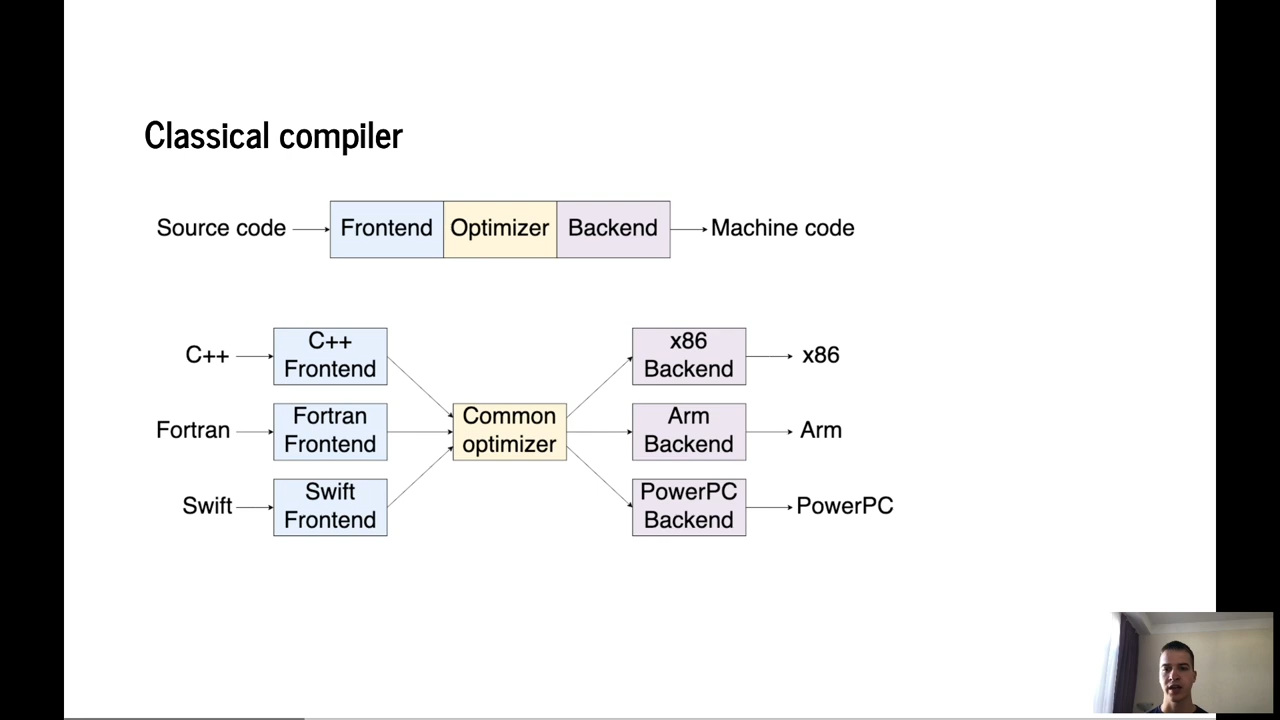 Classical compiler
Source code
Frontend
Optimizer
Backend
Machine code
C++
C++
Frontend
x86
Backend
x86
Fortran
Fortran
Frontend
Common
optimizer
Arm
Backend
Arm
Swift
Swift
Frontend
PowerPC
Backend
PowerPC